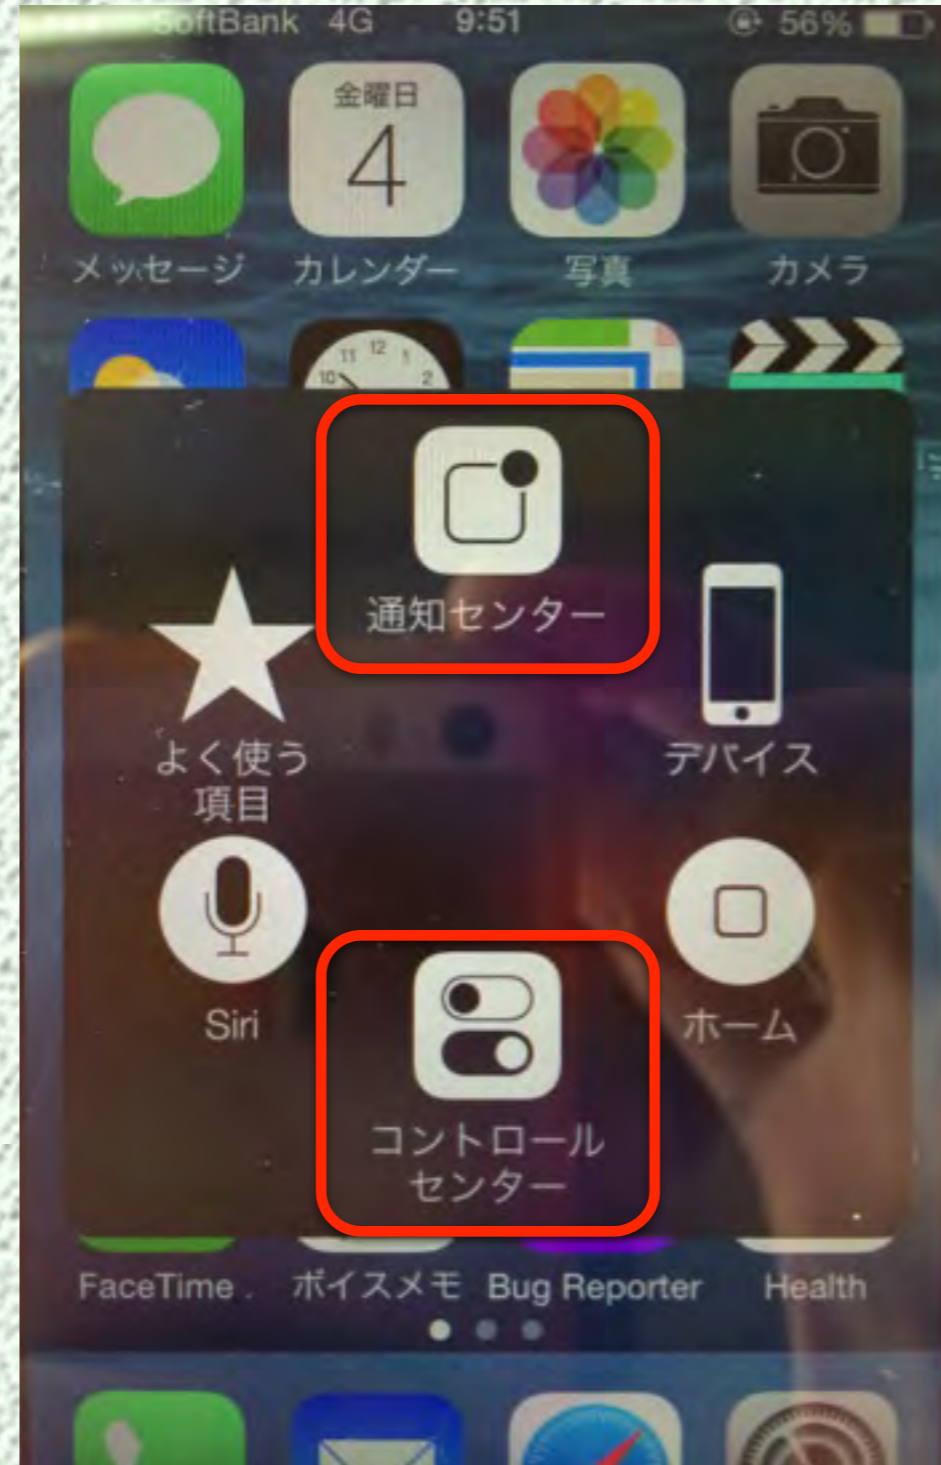 SoftBank 4G 9:51 56%
金曜日
4
メッセージ カレンダー 写真 カメラ
11 12 1
10 2
通知センター
よく使う
項目
デバイス
Siri
ホーム
コントロール
センター
FaceTime ボイスメモ Bug Reporter Health